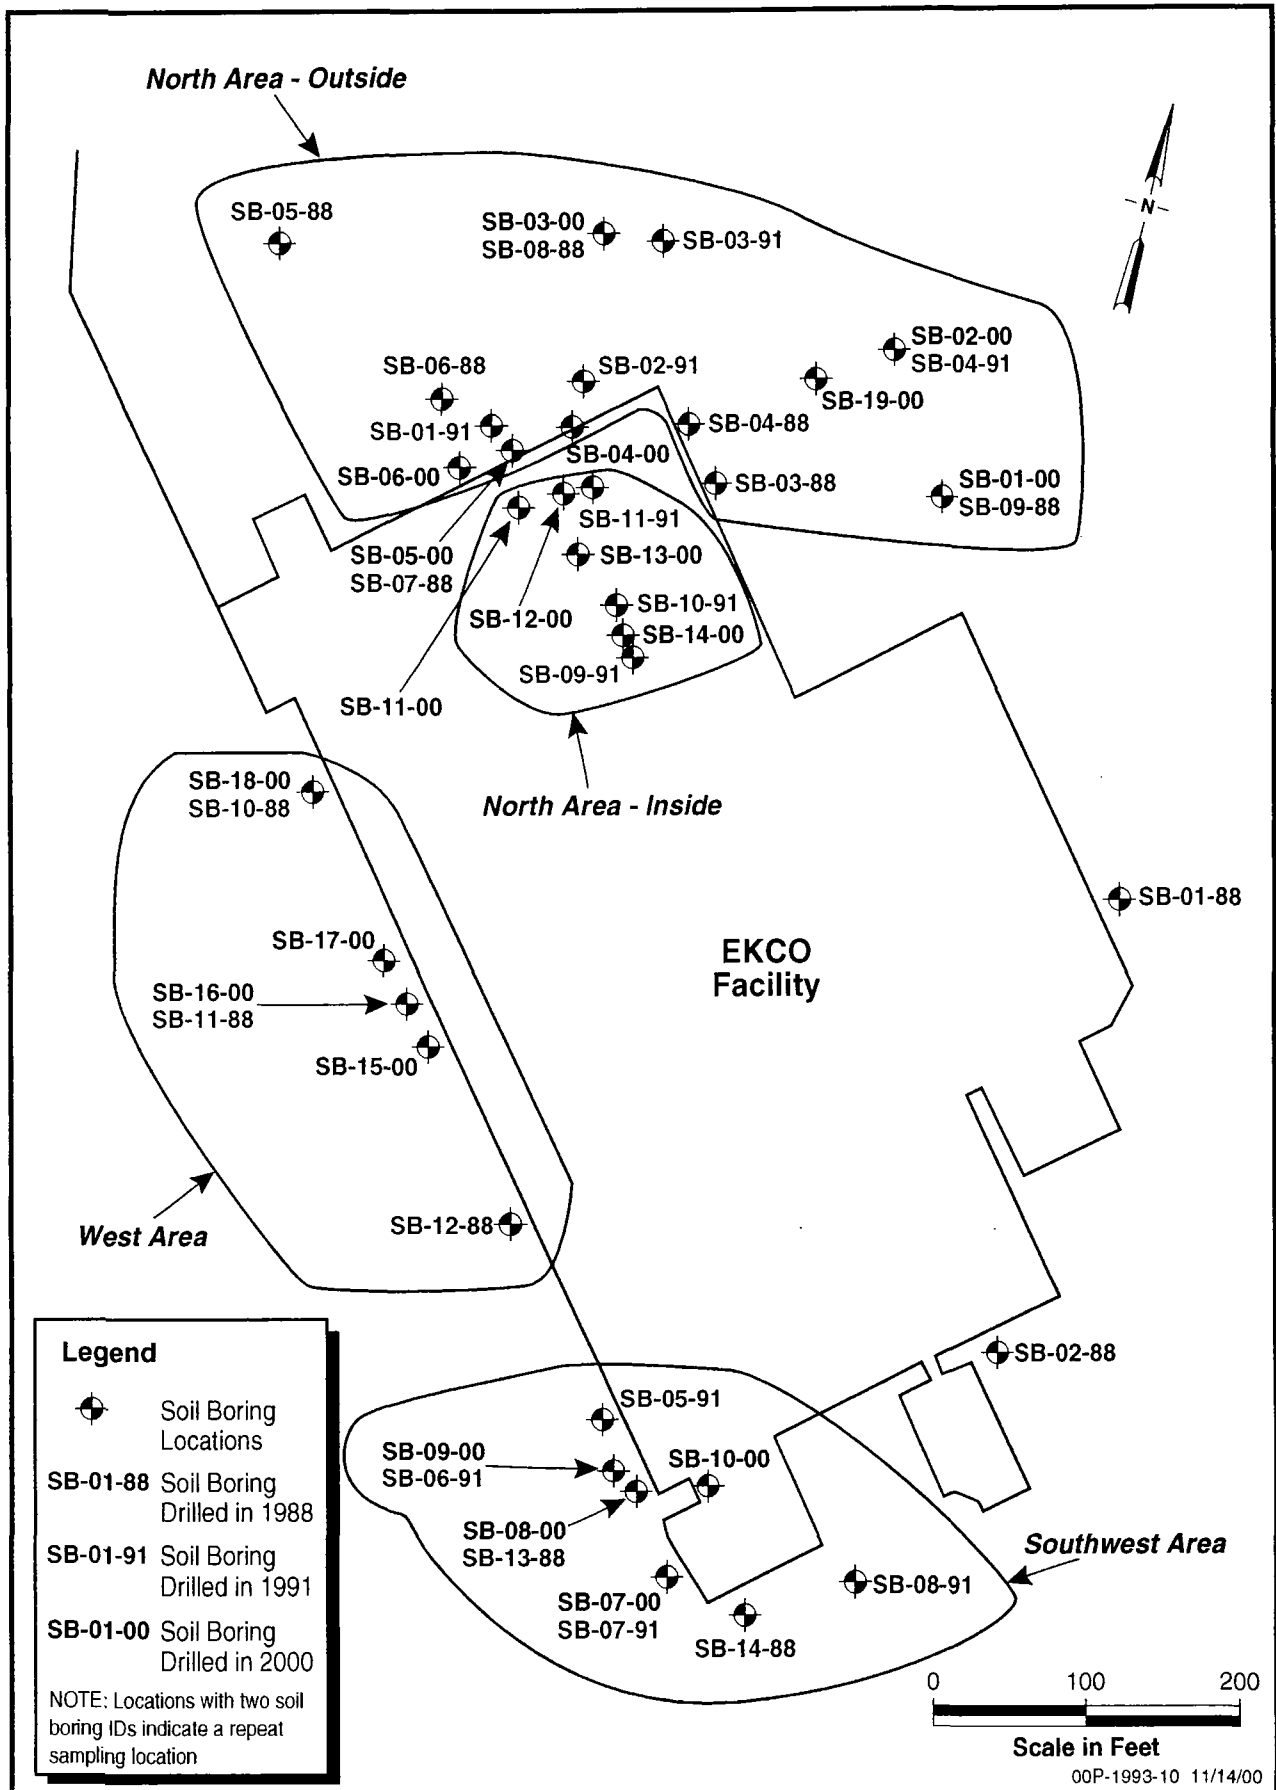 North Area - Outside
N
SB-05-88
SB-03-00
SB-08-88
SB-03-91
SB-02-00
SB-04-91
SB-06-88
SB-02-91
SB-19-00
SB-01-91
SB-04-88
SB-06-00
SB-04-00
SB-03-88
SB-01-00
SB-09-88
SB-11-91
SB-05-00
SB-07-88
SB-13-00
SB-12-00
SB-10-91
SB-14-00
SB-09-91
SB-11-00
SB-18-00
SB-10-88
North Area - Inside
SB-01-88
SB-17-00
EKCO
Facility
SB-16-00
SB-11-88
SB-15-00
West Area
SB-12-88
SB-02-88
SB-05-91
SB-09-00
SB-06-91
SB-10-00
SB-08-00
SB-13-88
Southwest Area
SB-07-00
SB-07-91
SB-08-91
SB-14-88
Legend
Soil Boring
Locations
SB-01-88 Soil Boring
Drilled in 1988
SB-01-91 Soil Boring
Drilled in 1991
SB-01-00 Soil Boring
Drilled in 2000
NOTE: Locations with two soil
boring IDs indicate a repeat
sampling location
0 100 200
Scale in Feet
00P-1993-10 11/14/00